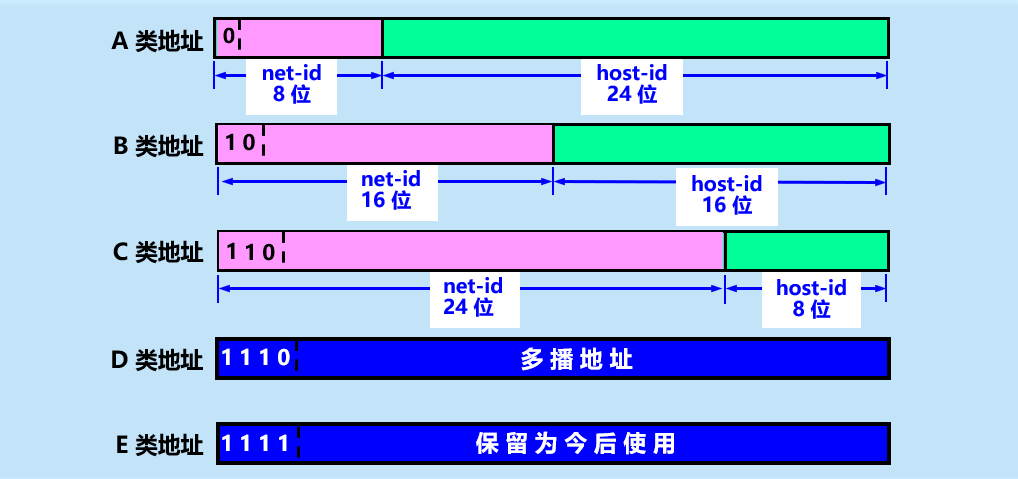 A 类地址
0
net-id
8 位
host-id
24 位
B 类地址
1 0
net-id
16 位
host-id
16 位
C 类地址
1 1 0
net-id
24 位
host-id
8 位
D 类地址
1 1 1 0
多播地址
E 类地址
1 1 1 1
保留为今后使用